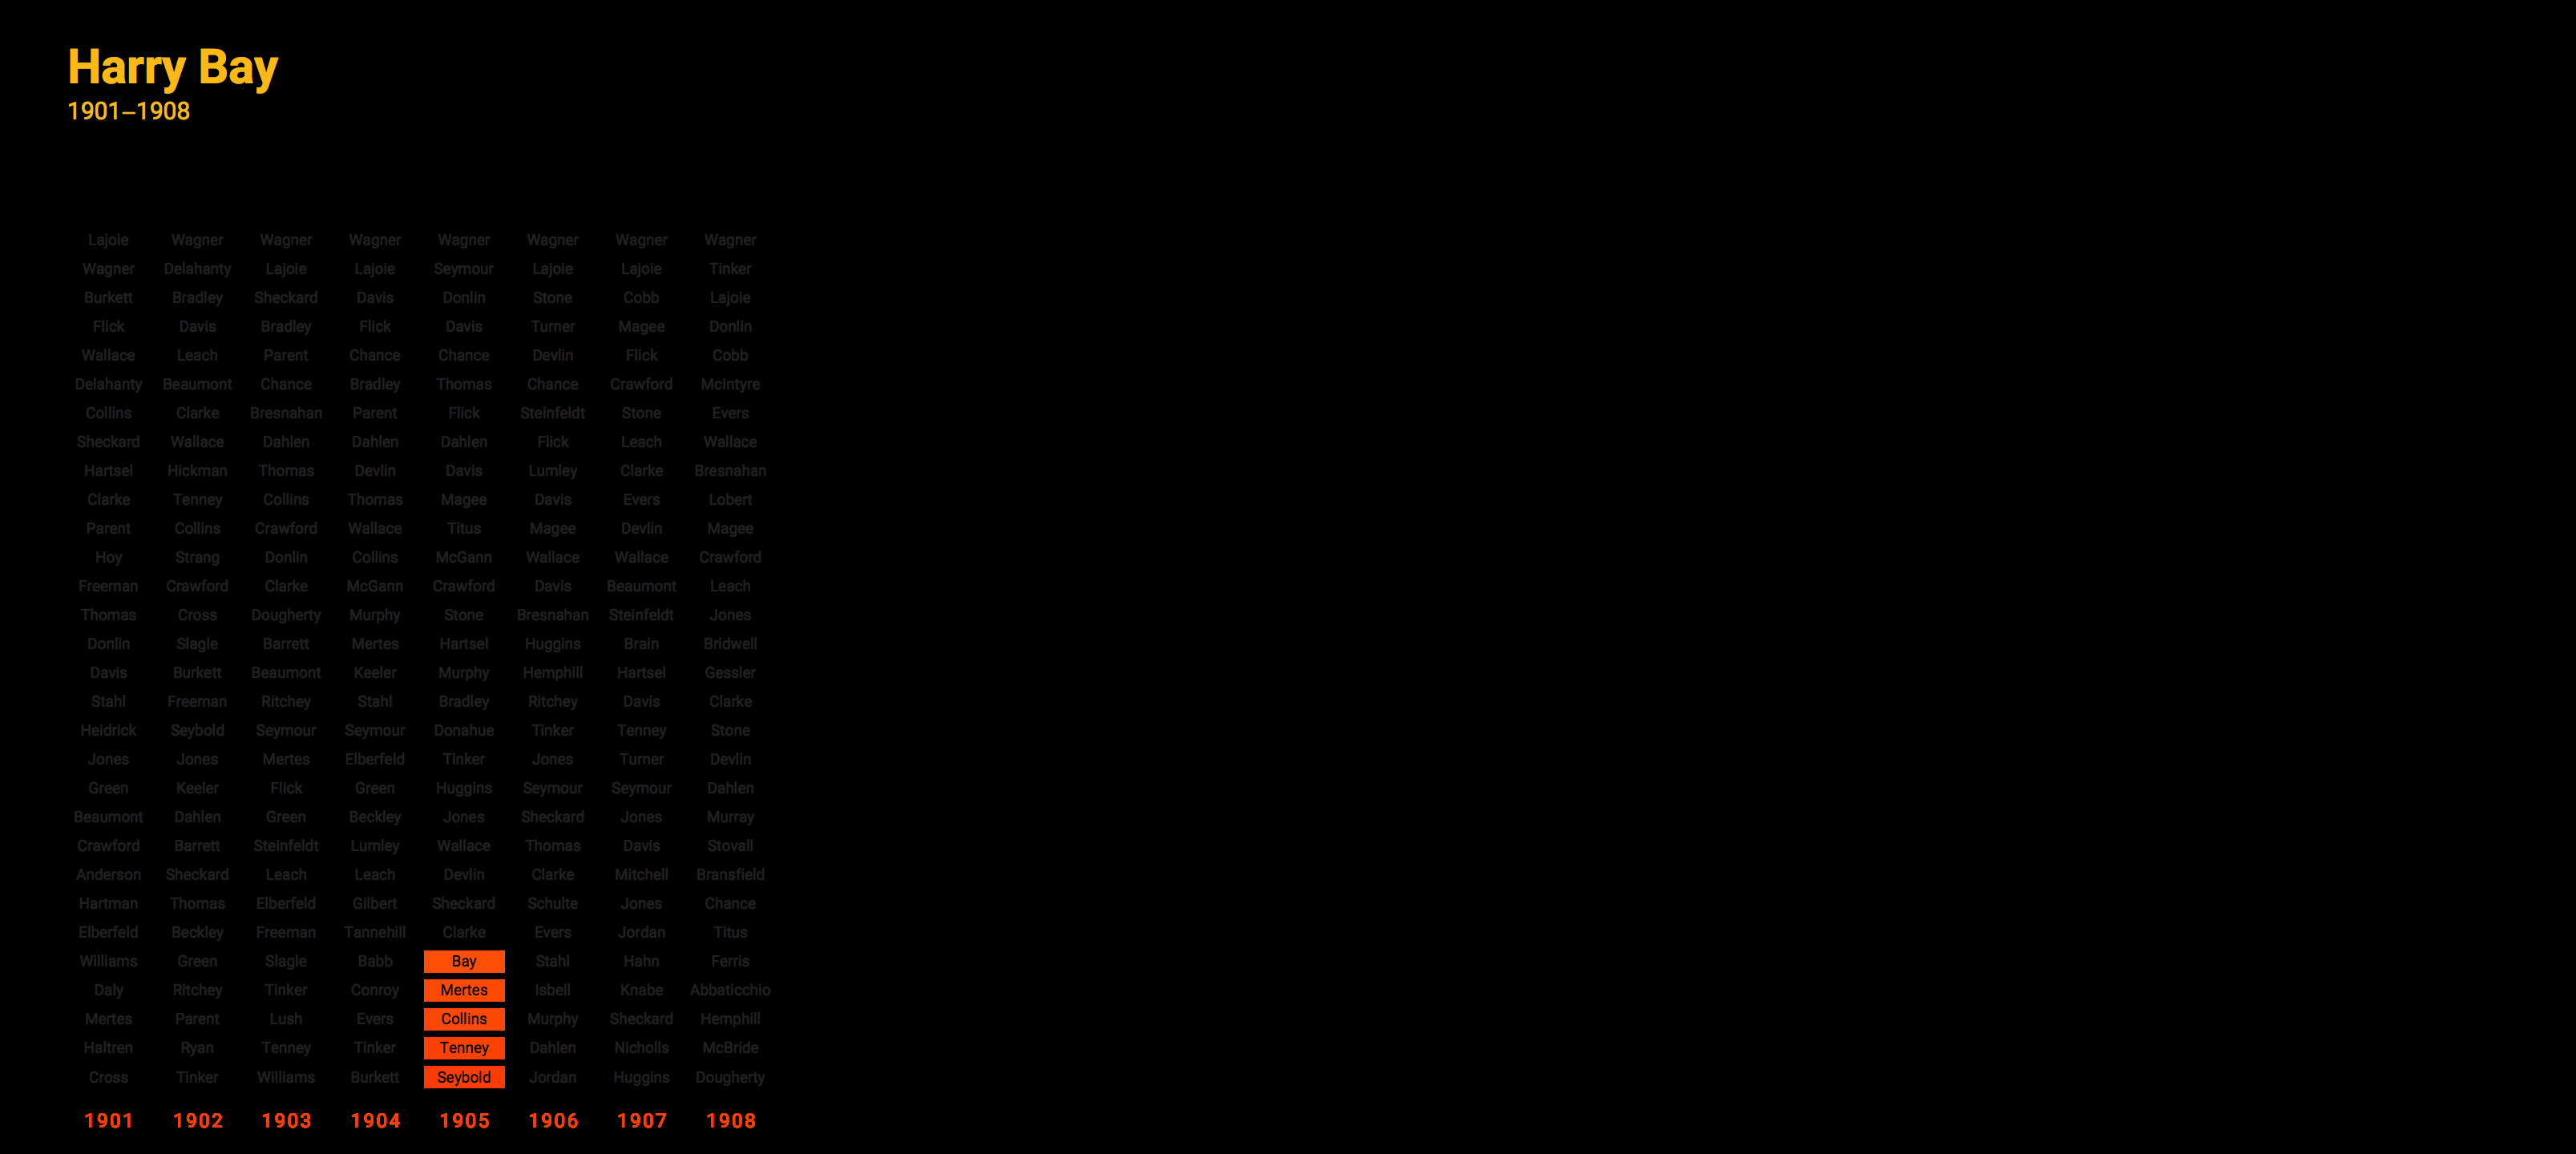 Harry Bay
1901–1908
Lajoie Wagner Wagner Wagner Wagner Wagner Wagner Wagner
Wagner Delahanty Lajoie Lajoie Seymour Lajoie Lajoie Tinker
Burkett Bradley Sheckard Davis Donlin Stone Cobb Lajoie
Flick Davis Bradley Flick Davis Turner Magee Donlin
Wallace Leach Parent Chance Chance Devlin Flick Cobb
Delahanty Beaumont Chance Bradley Thomas Chance Crawford McIntyre
Collins Clarke Bresnahan Parent Flick Steinfeldt Stone Evers
Sheckard Wallace Dahlen Dahlen Dahlen Flick Leach Wallace
Hartsel Hickman Thomas Devlin Davis Lumley Clarke Bresnahan
Clarke Tenney Collins Thomas Magee Davis Evers Lobert
Parent Collins Crawford Wallace Titus Magee Devlin Magee
Hoy Strang Donlin Collins McGann Wallace Wallace Crawford
Freeman Crawford Clarke McGann Crawford Davis Beaumont Leach
Thomas Cross Dougherty Murphy Stone Bresnahan Steinfeldt Jones
Donlin Slagle Barrett Mertes Hartsel Huggins Brain Bridwell
Davis Burkett Beaumont Keeler Murphy Hemphill Hartsel Gessler
Stahl Freeman Ritchey Stahl Bradley Ritchey Davis Clarke
Heidrick Seybold Seymour Seymour Donahue Tinker Tenney Stone
Jones Jones Mertes Elberfeld Tinker Jones Turner Devlin
Green Keeler Flick Green Huggins Seymour Seymour Dahlen
Beaumont Dahlen Green Beckley Jones Sheckard Jones Murray
Crawford Barrett Steinfeldt Lumley Wallace Thomas Davis Stovall
Anderson Sheckard Leach Leach Devlin Clarke Mitchell Bransfield
Hartman Thomas Elberfeld Gilbert Sheckard Schulte Jones Chance
Elberfeld Beckley Freeman Tannehill Clarke Evers Jordan Titus
Williams Green Slagle Babb Bay Stahl Hahn Ferris
Daly Ritchey Tinker Conroy Mertes Isbell Knabe Abbaticchio
Mertes Parent Lush Evers Collins Murphy Sheckard Hemphill
Haltren Ryan Tenney Tinker Tenney Dahlen Nicholls McBride
Cross Tinker Williams Burkett Seybold Jordan Huggins Dougherty
1901 1902 1903 1904 1905 1906 1907 1908